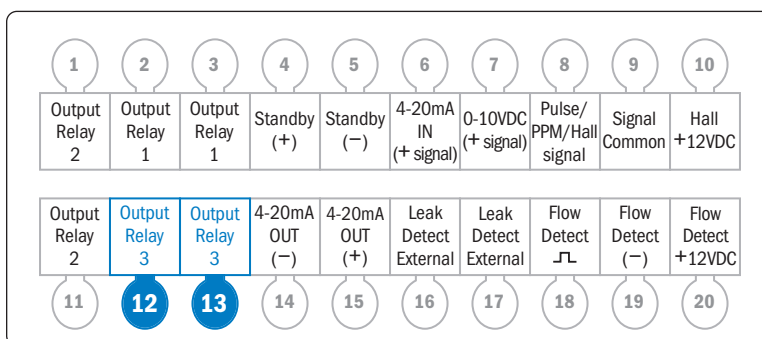 1 2 3 4 5 6 7 8 9 10
Output Output Output Standby Standby 4-20mA 0-10VDC Pulse/ Signal Hall
Relay Relay Relay (+) (−) IN (+ signal) PPM/Hall Common +12VDC
2 1 1 (+ signal) signal
Output Output Output 4-20mA 4-20mA Leak Leak Flow Flow Flow
Relay Relay Relay OUT OUT Detect Detect Detect Detect Detect
2 3 3 (−) (+) External External (−) +12VDC
11 12 13 14 15 16 17 18 19 20